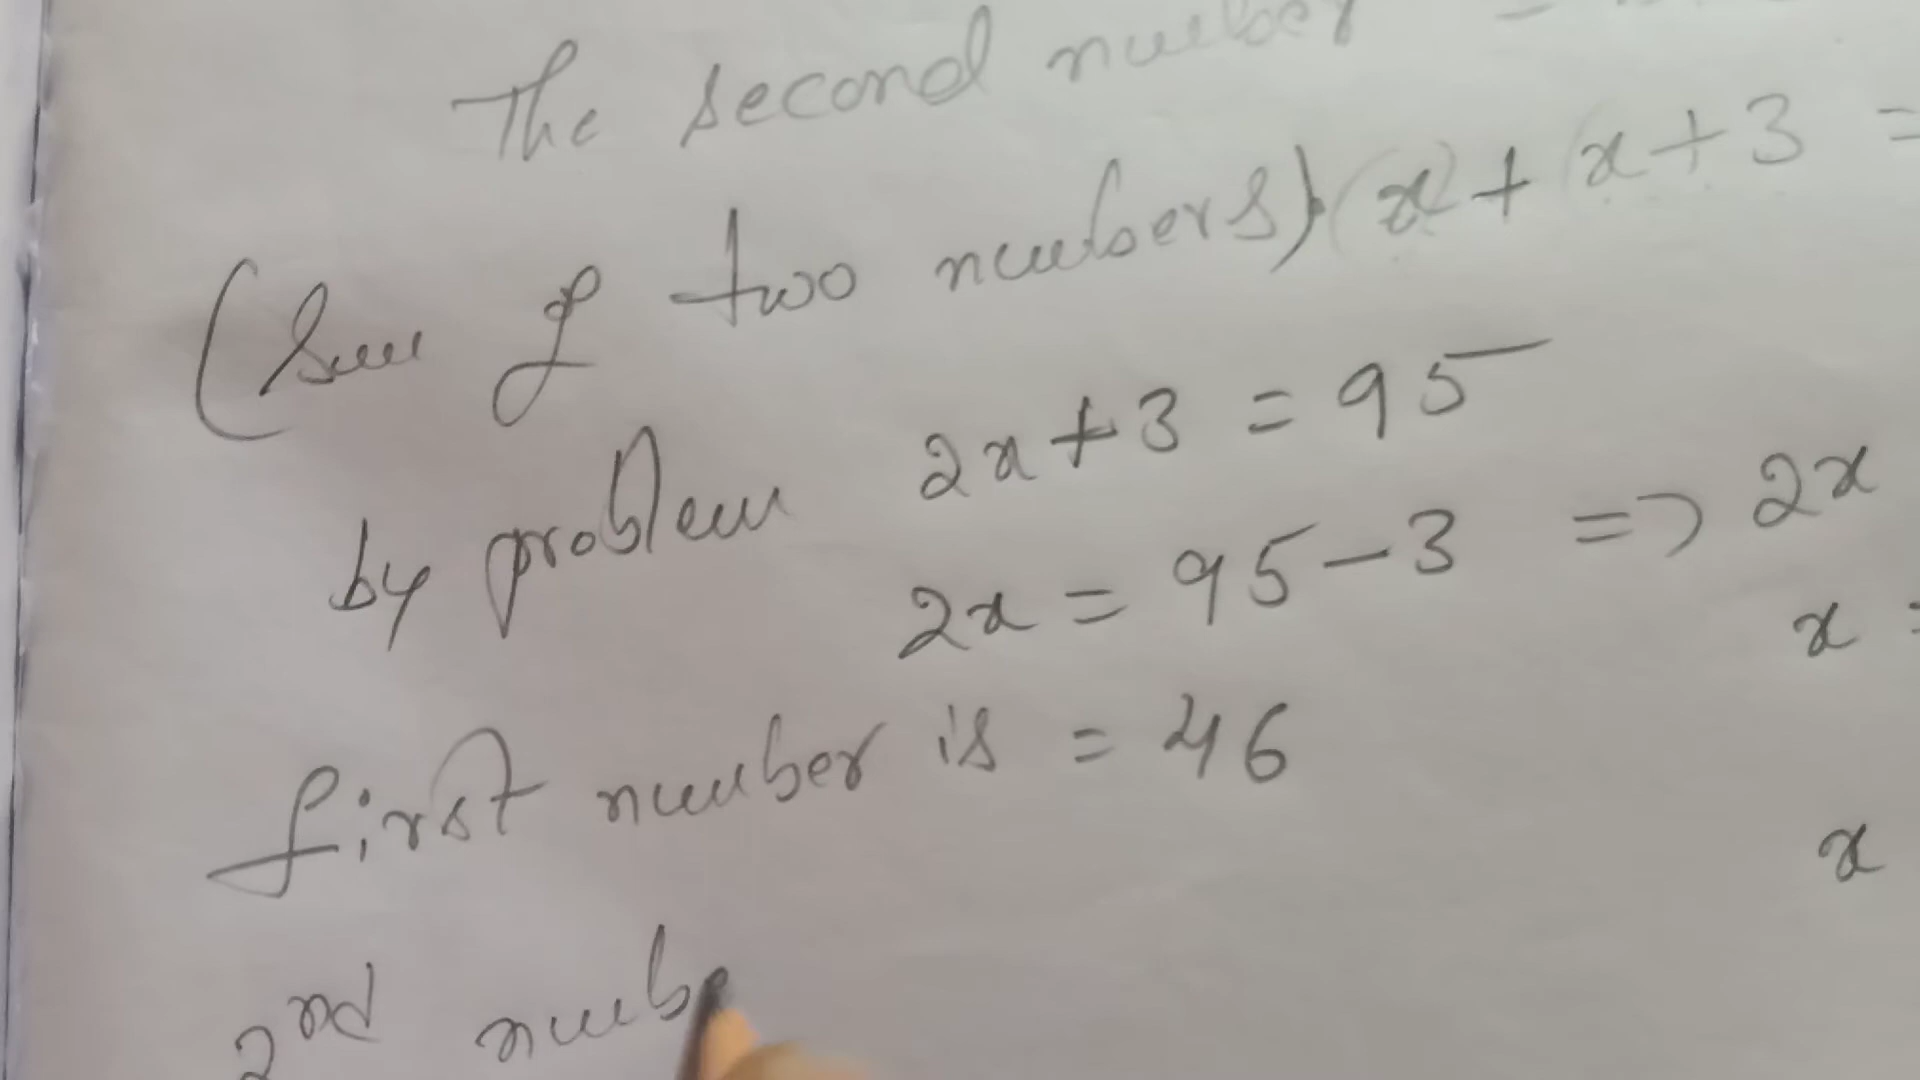 The second number =
(Sum of two numbers) x + x + 3 =
by problem 2x + 3 = 95
2x = 95 - 3 => 2x
x =
first number is = 46
x
2nd numbe